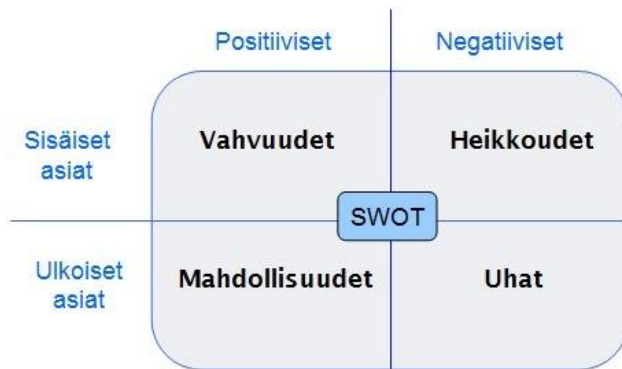 Positiiviset
Negatiiviset
Sisäiset
asiat
Vahvuudet
Heikkoudet
SWOT
Ulkoiset
asiat
Mahdollisuudet
Uhat